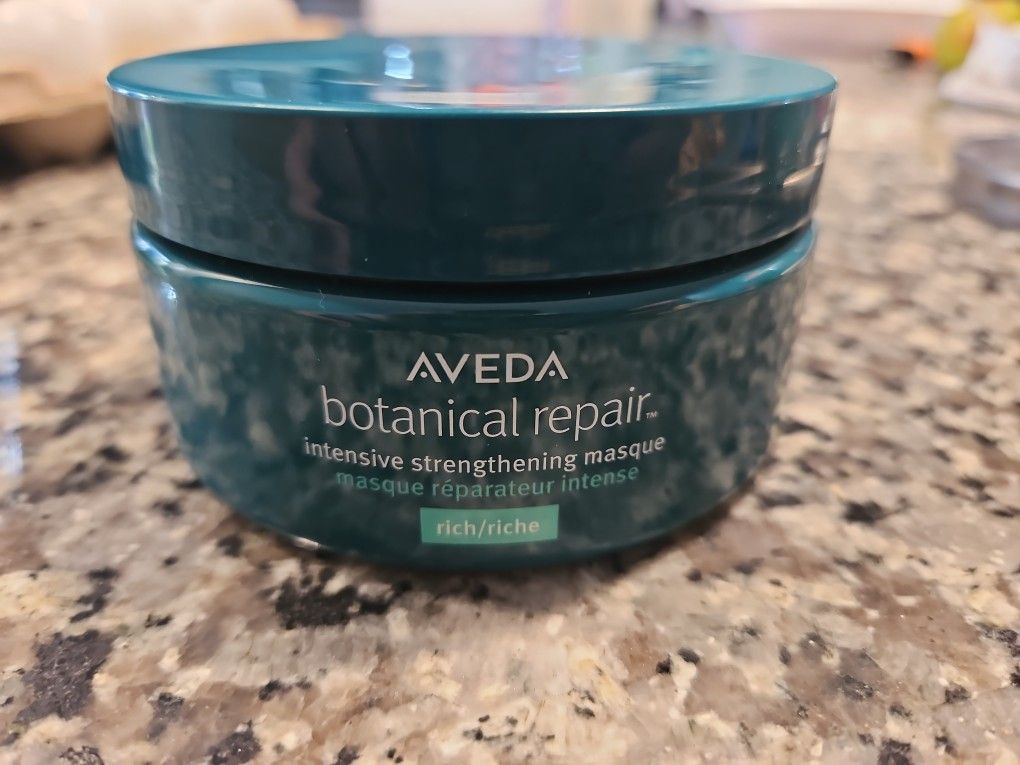 AVEDA
botanical repair™
intensive strengthening masque
masque réparateur intense
rich/riche